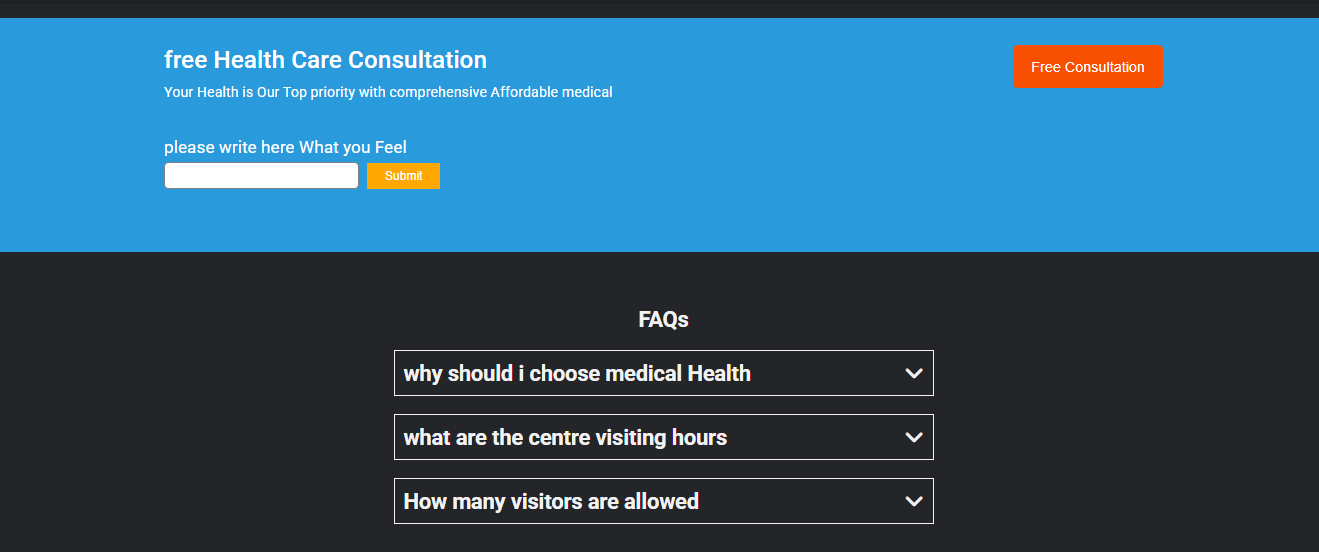 free Health Care Consultation
Free Consultation
Your Health is Our Top priority with comprehensive Affordable medical
please write here What you Feel
Submit
FAQs
why should i choose medical Health
what are the centre visiting hours
How many visitors are allowed